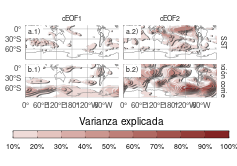 cEOF1 cEOF2
a.1) a.2)
0°
30°S
60°S
SST
b.1) b.2)
0°
30°S
60°S
0° 60°E 120°E 180° 120°W 60°W 0° 60°E 120°E 180° 120°W 60°W
Varianza explicada
10% 20% 30% 40% 50% 60% 70% 80% 90% 100%